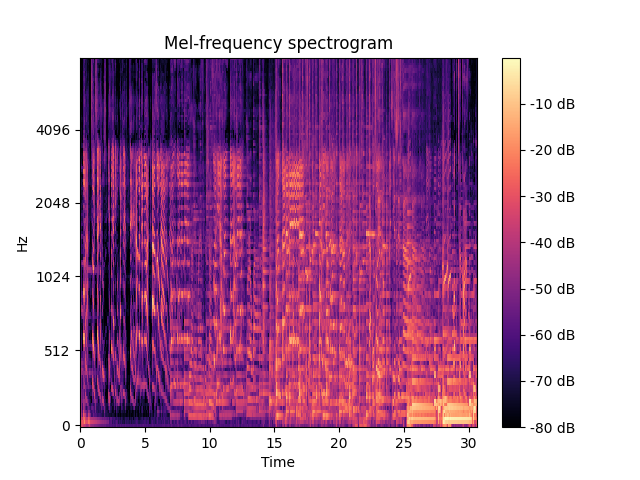 Mel-frequency spectrogram
Hz
4096
2048
1024
512
0
0 5 10 15 20 25 30
Time
-10 dB
-20 dB
-30 dB
-40 dB
-50 dB
-60 dB
-70 dB
-80 dB